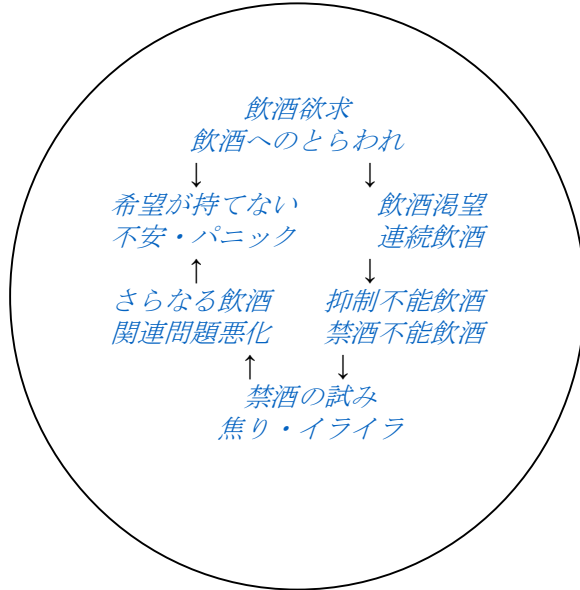 飲酒欲求
飲酒へのとらわれ
↓ ↓
希望が持てない 飲酒渇望
不安・パニック 連続飲酒
↑ ↓
さらなる飲酒 抑制不能飲酒
関連問題悪化 禁酒不能飲酒
↑ ↓
禁酒の試み
焦り・イライラ